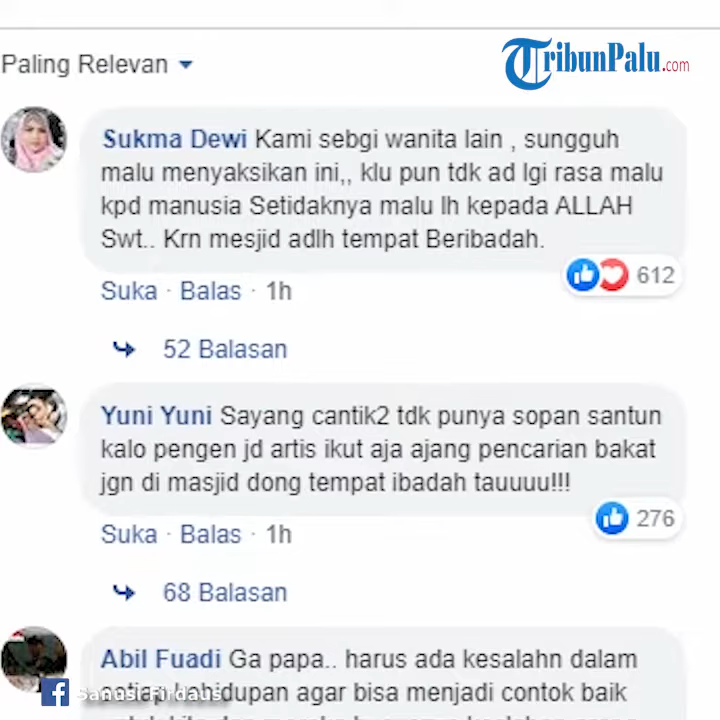 Paling Relevan
TribunPalu.com
Sukma Dewi Kami sebgi wanita lain , sungguh
malu menyaksikan ini,, klu pun tdk ad lgi rasa malu
kpd manusia Setidaknya malu lh kepada ALLAH
Swt.. Krn mesjid adlh tempat Beribadah.
612
Suka · Balas · 1h
52 Balasan
Yuni Yuni Sayang cantik2 tdk punya sopan santun
kalo pengen jd artis ikut aja ajang pencarian bakat
jgn di masjid dong tempat ibadah tauuuu!!!
276
Suka · Balas · 1h
68 Balasan
Abil Fuadi Ga papa.. harus ada kesalahn dalam
agar bisa menjadi contok baik
Sanusi Firdaus